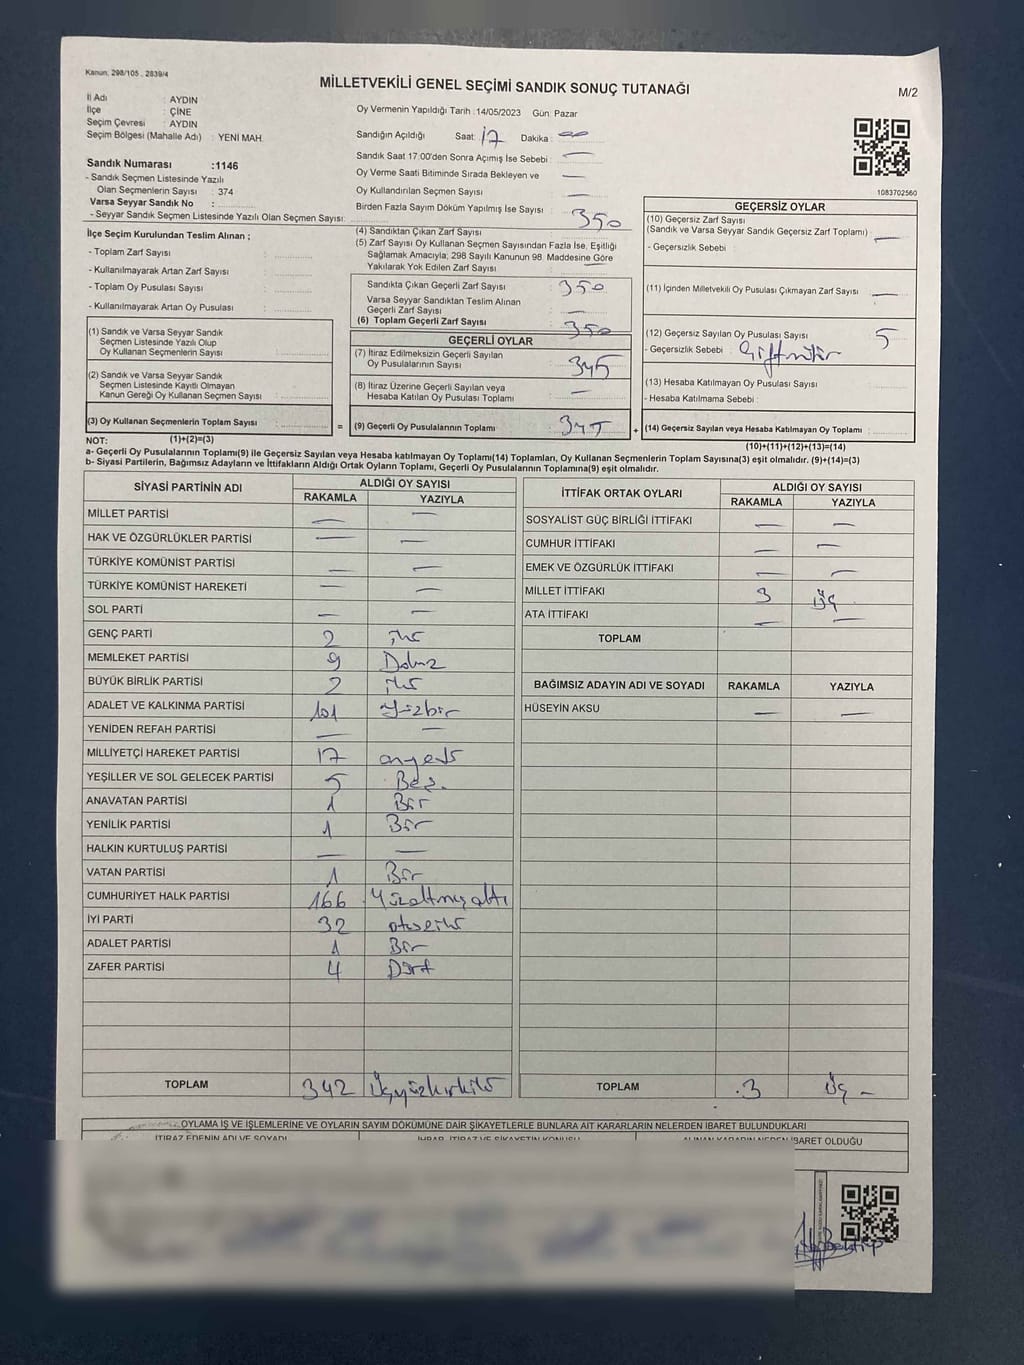 Kanun, 298/105 , 2839/4
MİLLETVEKİLİ GENEL SEÇİMİ SANDIK SONUÇ TUTANAĞI
M/2
İl Adı : AYDIN
İlçe : ÇİNE
Seçim Çevresi : AYDIN
Seçim Bölgesi (Mahalle Adı) : YENİ MAH.
Sandık Numarası :1146
- Sandık Seçmen Listesinde Yazılı
Olan Seçmenlerin Sayısı : 374
Varsa Seyyar Sandık No :
- Seyyar Sandık Seçmen Listesinde Yazılı Olan Seçmen Sayısı:
Oy Vermenin Yapıldığı Tarih :14/05/2023 Gün: Pazar
Sandığın Açıldığı Saat: 17 Dakika :
Sandık Saat 17:00'den Sonra Açımış İse Sebebi : —
Oy Verme Saati Bitiminde Sırada Bekleyen ve —
Oy Kullandırılan Seçmen Sayısı : —
Birden Fazla Sayım Döküm Yapılmış İse Sayısı :
1083702560
İlçe Seçim Kurulundan Teslim Alınan ;
- Toplam Zarf Sayısı :
- Kullanılmayarak Artan Zarf Sayısı :
- Toplam Oy Pusulası Sayısı :
- Kullanılmayarak Artan Oy Pusulası :
(1) Sandık ve Varsa Seyyar Sandık
Seçmen Listesinde Yazılı Olup
Oy Kullanan Seçmenlerin Sayısı :
(2) Sandık ve Varsa Seyyar Sandık
Seçmen Listesinde Kayıtlı Olmayan
Kanun Gereği Oy Kullanan Seçmen Sayısı :
(3) Oy Kullanan Seçmenlerin Toplam Sayısı :
(4) Sandıktan Çıkan Zarf Sayısı : 350
(5) Zarf Sayısı Oy Kullanan Seçmen Sayısından Fazla İse, Eşitliği
Sağlamak Amacıyla; 298 Sayılı Kanunun 98. Maddesine Göre
Yakılarak Yok Edilen Zarf Sayısı : —
Sandıkta Çıkan Geçerli Zarf Sayısı : 350
Varsa Seyyar Sandıktan Teslim Alınan
Geçerli Zarf Sayısı : —
(6) Toplam Geçerli Zarf Sayısı : 350
GEÇERLİ OYLAR
(7) İtiraz Edilmeksizin Geçerli Sayılan
Oy Pusulalarının Sayısı : 345
(8) İtiraz Üzerine Geçerli Sayılan veya
Hesaba Katılan Oy Pusulası Toplamı : —
= (9) Geçerli Oy Pusulalarının Toplamı : 345
GEÇERSİZ OYLAR
(10) Geçersiz Zarf Sayısı
(Sandık ve Varsa Seyyar Sandık Geçersiz Zarf Toplamı) : —
- Geçersizlik Sebebi :
(11) İçinden Milletvekili Oy Pusulası Çıkmayan Zarf Sayısı : —
(12) Geçersiz Sayılan Oy Pusulası Sayısı : 5
- Geçersizlik Sebebi :
(13) Hesaba Katılmayan Oy Pusulası Sayısı :
- Hesaba Katılmama Sebebi :
+ (14) Geçersiz Sayılan veya Hesaba Katılmayan Oy Toplamı :
NOT: (1)+(2)=(3)
(10)+(11)+(12)+(13)=(14)
a- Geçerli Oy Pusulalarının Toplamı(9) ile Geçersiz Sayılan veya Hesaba katılmayan Oy Toplamı(14) Toplamları, Oy Kullanan Seçmenlerin Toplam Sayısına(3) eşit olmalıdır. (9)+(14)=(3)
b- Siyasi Partilerin, Bağımsız Adayların ve İttifakların Aldığı Ortak Oyların Toplamı, Geçerli Oy Pusulalarının Toplamına(9) eşit olmalıdır.
SİYASİ PARTİNİN ADI ALDIĞI OY SAYISI
RAKAMLA YAZIYLA
MİLLET PARTİSİ — —
HAK VE ÖZGÜRLÜKLER PARTİSİ — —
TÜRKİYE KOMÜNİST PARTİSİ — —
TÜRKİYE KOMÜNİST HAREKETİ — —
SOL PARTİ — —
GENÇ PARTİ 2 iki
MEMLEKET PARTİSİ 9 Dokuz
BÜYÜK BİRLİK PARTİSİ 2 iki
ADALET VE KALKINMA PARTİSİ 101 Yüzbir
YENİDEN REFAH PARTİSİ — —
MİLLİYETÇİ HAREKET PARTİSİ 17 onyedi
YEŞİLLER VE SOL GELECEK PARTİSİ 5 Beş.
ANAVATAN PARTİSİ 1 Bir
YENİLİK PARTİSİ 1 Bir
HALKIN KURTULUŞ PARTİSİ — —
VATAN PARTİSİ 1 Bir
CUMHURİYET HALK PARTİSİ 166 Yüzaltmışaltı
İYİ PARTİ 32 otuziki
ADALET PARTİSİ 1 Bir
ZAFER PARTİSİ 4 Dört
TOPLAM 342 Üçyüzkırkiki
İTTİFAK ORTAK OYLARI ALDIĞI OY SAYISI
RAKAMLA YAZIYLA
SOSYALİST GÜÇ BİRLİĞİ İTTİFAKI — —
CUMHUR İTTİFAKI — —
EMEK VE ÖZGÜRLÜK İTTİFAKI — —
MİLLET İTTİFAKI 3 Üç
ATA İTTİFAKI — —
TOPLAM
BAĞIMSIZ ADAYIN ADI VE SOYADI RAKAMLA YAZIYLA
HÜSEYİN AKSU — —
TOPLAM 3 Üç —
OYLAMA İŞ VE İŞLEMLERİNE VE OYLARIN SAYIM DÖKÜMÜNE DAİR ŞİKAYETLERLE BUNLARA AİT KARARLARIN NELERDEN İBARET BULUNDUKLARI
İTİRAZ EDENİN ADI VE SOYADI İHBAR, İTİRAZ VE ŞİKAYETİN KONUSU ALINAN KARARIN NEDEN İBARET OLDUĞU